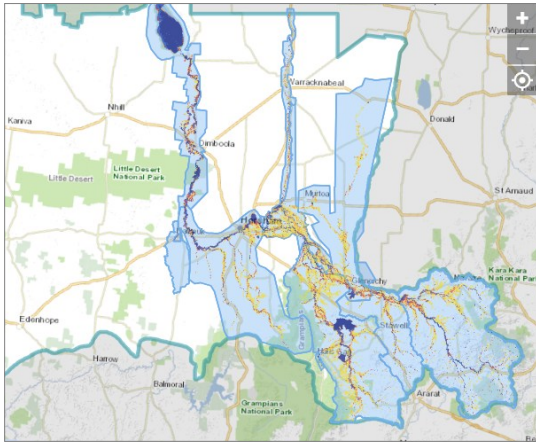 Wycheproof
Warracknabeal
Nhill
Donald
Kaniva
Dimboola
Little Desert
National Park
Little Desert
Murtoa
St Arnaud
Kara Kara
National Park
Glenorchy
Edenhope
Grampians
Stawell
Harrow
Balmoral
Ararat
Grampians
National Park